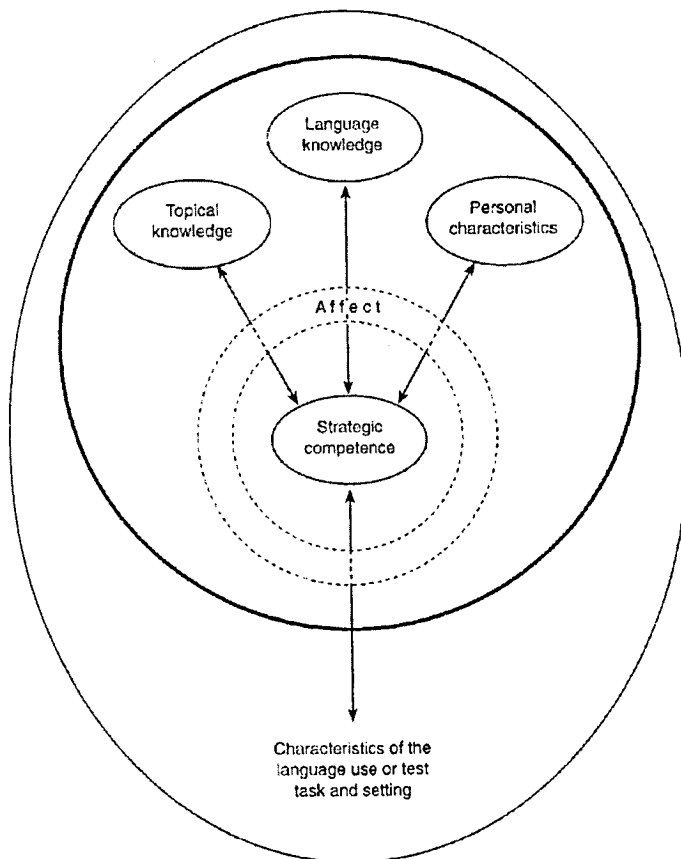 Language
knowledge
Topical
knowledge
Personal
characteristics
Affect
Strategic
competence
Characteristics of the
language use or test
task and setting